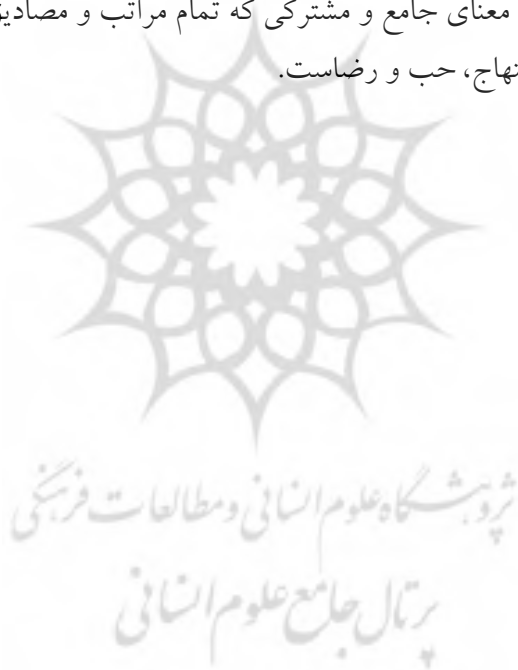 معنای جامع و مشترکی که تمام مراتب و مصادیق
نهاج، حب و رضاست.
پژوهشگاه علوم انسانی و مطالعات فرهنگی
پرتال جامع علوم انسانی